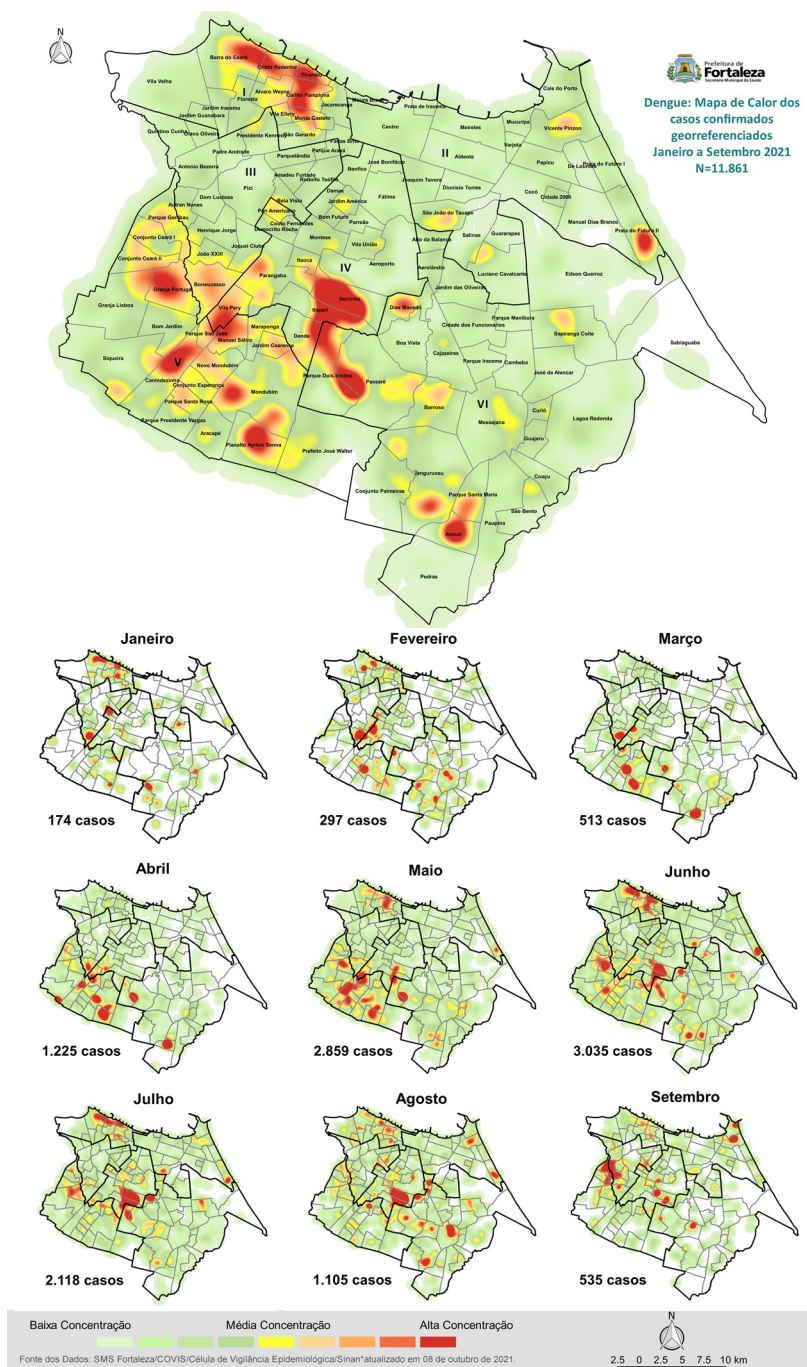 N
Prefeitura de
Fortaleza
Secretaria Municipal da Saúde
Dengue: Mapa de Calor dos
casos confirmados
georreferenciados
Janeiro a Setembro 2021
N=11.861
Barra do Ceará
Cristo Redentor
Pirambu
Vila Velha
I
Alvaro Weyne
Carlito Pamplona
Floresta
Jacarecanga
Moura Brasil
Praia de Iracema
Cais do Porto
Jardim Iracema
Jardim Guanabara
Vila Ellery
Monte Castelo
Mucuripe
Vicente Pinzon
Quintino Cunha
Olavo Oliveira
Presidente Kennedy
São Gerardo
Centro
Meireles
Varjota
Padre Andrade
Farias Brito
Parque Araxá
Parquelândia
II
Aldeota
Papicu
De Lourdes
Praia do Futuro I
Antonio Bezerra
III
Amadeu Furtado
Rodolfo Teófilo
José Bonifácio
Benfica
Joaquim Tavora
Dionisio Torres
Cocó
Cidade 2000
Pici
Damas
Dom Lustosa
Autran Nunes
Bela Vista
Jardim América
Fátima
Parque Genibau
Pan Americano
Couto Fernandes
Democrito Rocha
Bom Futuro
Parreão
São João do Tauape
Manuel Dias Branco
Praia do Futuro II
Conjunto Ceará I
Henrique Jorge
Joquei Clube
Montese
Vila União
Alto da Balança
Salinas
Guararapes
Conjunto Ceará II
João XXIII
Itaoca
IV
Aeroporto
Aerolândia
Luciano Cavalcante
Edson Queiroz
Granja Portugal
Bonsucesso
Parangaba
Jardim das Oliveiras
Granja Lisboa
Vila Pery
Serrinha
Itaperi
Dias Macedo
Parque Manibura
Cidade dos Funcionários
Sapiranga Coite
Bom Jardim
Parque São José
Maraponga
Manoel Sátiro
Jardim Cearense
Dende
Boa Vista
Sabiaguaba
Siqueira
V
Novo Mondubim
Cajazeiras
Parque Iracema
Cambeba
José de Alencar
Canindezinho
Conjunto Esperança
Mondubim
Parque Dois Irmãos
Passaré
Parque Santa Rosa
Barroso
VI
Messejana
Curió
Lagoa Redonda
Parque Presidente Vargas
Aracapé
Planalto Ayrton Senna
Prefeito José Walter
Guajeru
Jangurussu
Coaçu
Conjunto Palmeiras
Parque Santa Maria
São Bento
Paupina
Ancuri
Pedras
Janeiro
Fevereiro
Março
174 casos
297 casos
513 casos
Abril
Maio
Junho
1.225 casos
2.859 casos
3.035 casos
Julho
Agosto
Setembro
2.118 casos
1.105 casos
535 casos
Baixa Concentração
Média Concentração
Alta Concentração
N
Fonte dos Dados: SMS Fortaleza/COVIS/Célula de Vigilância Epidemiológica/Sinan*atualizado em 08 de outubro de 2021.
2.5 0 2.5 5 7.5 10 km